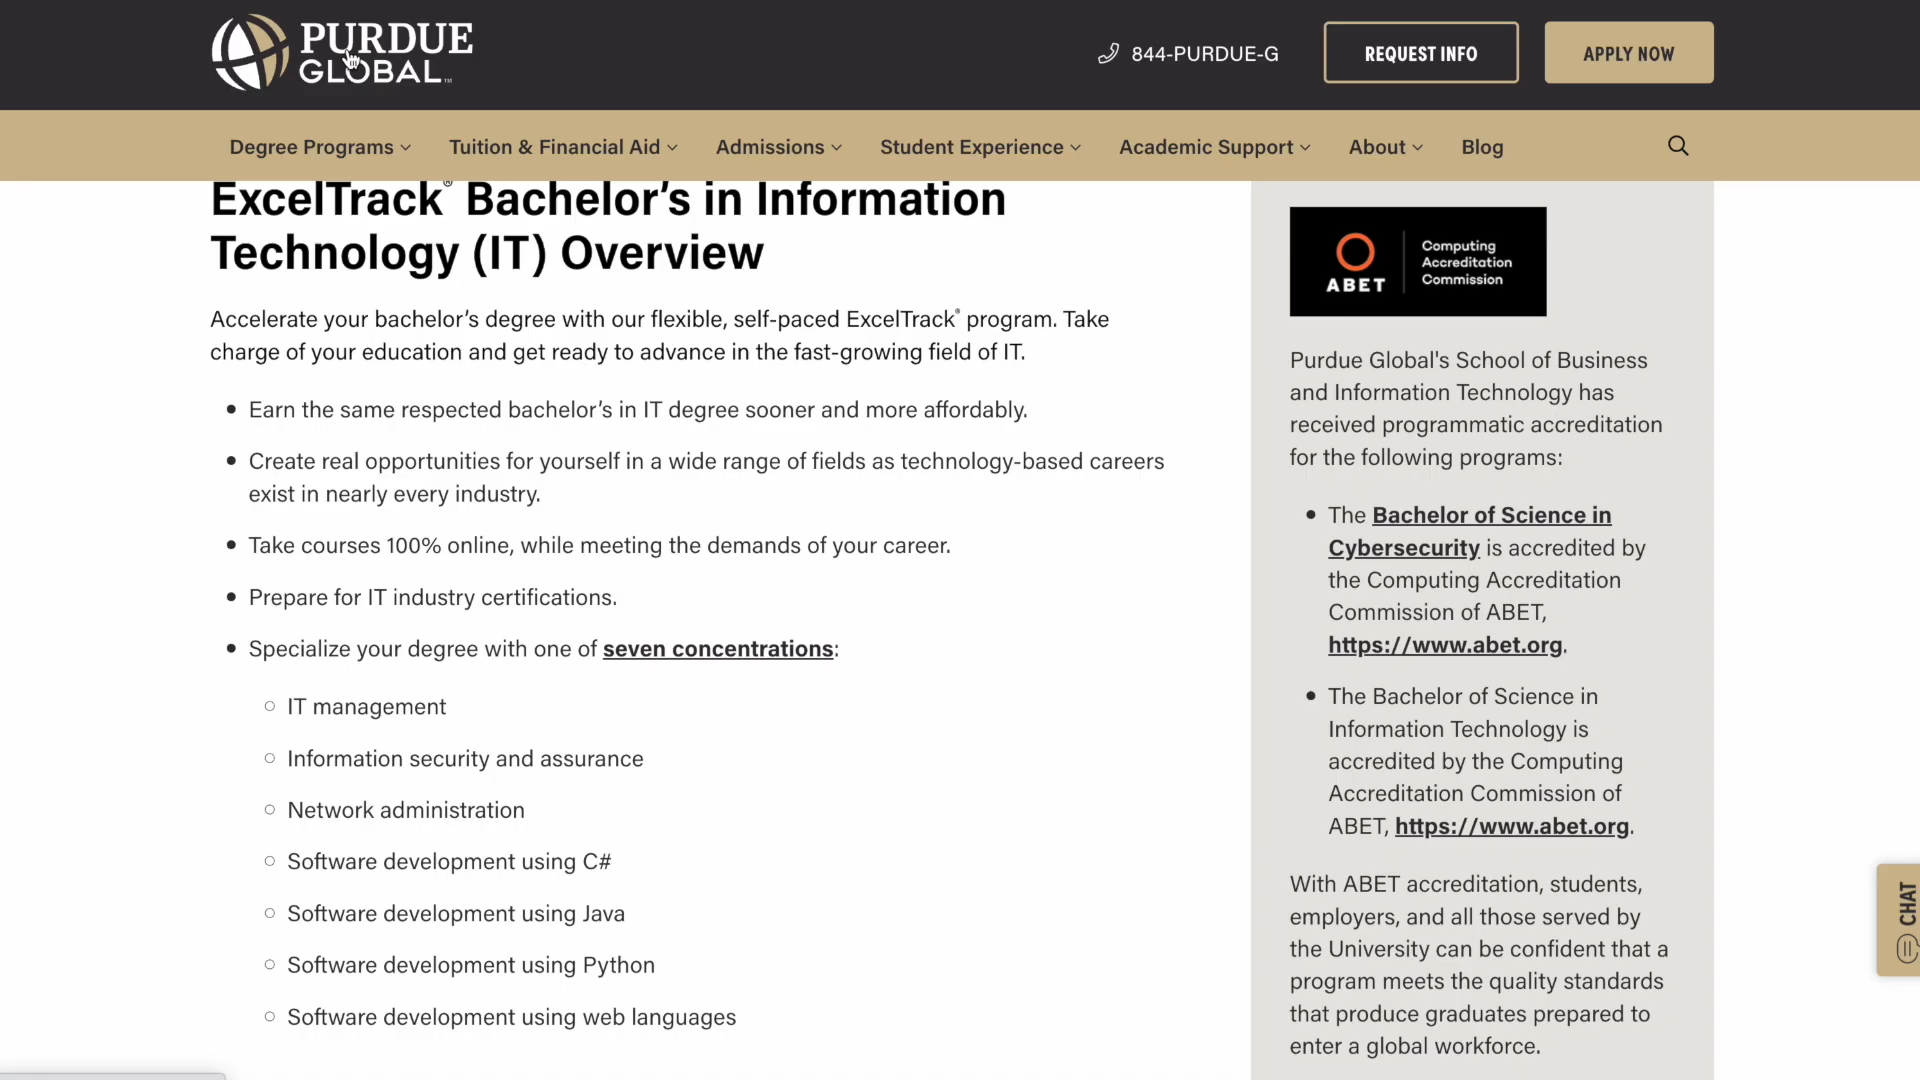 PURDUE
GLOBAL™
844-PURDUE-G
REQUEST INFO
APPLY NOW
Degree Programs
Tuition & Financial Aid
Admissions
Student Experience
Academic Support
About
Blog
ExcelTrack® Bachelor’s in Information
Technology (IT) Overview
Accelerate your bachelor’s degree with our flexible, self-paced ExcelTrack® program. Take
charge of your education and get ready to advance in the fast-growing field of IT.
Earn the same respected bachelor’s in IT degree sooner and more affordably.
Create real opportunities for yourself in a wide range of fields as technology-based careers
exist in nearly every industry.
Take courses 100% online, while meeting the demands of your career.
Prepare for IT industry certifications.
Specialize your degree with one of seven concentrations:
IT management
Information security and assurance
Network administration
Software development using C#
Software development using Java
Software development using Python
Software development using web languages
ABET
Computing
Accreditation
Commission
Purdue Global's School of Business
and Information Technology has
received programmatic accreditation
for the following programs:
The Bachelor of Science in
Cybersecurity is accredited by
the Computing Accreditation
Commission of ABET,
https://www.abet.org.
The Bachelor of Science in
Information Technology is
accredited by the Computing
Accreditation Commission of
ABET, https://www.abet.org.
With ABET accreditation, students,
employers, and all those served by
the University can be confident that a
program meets the quality standards
that produce graduates prepared to
enter a global workforce.
CHAT